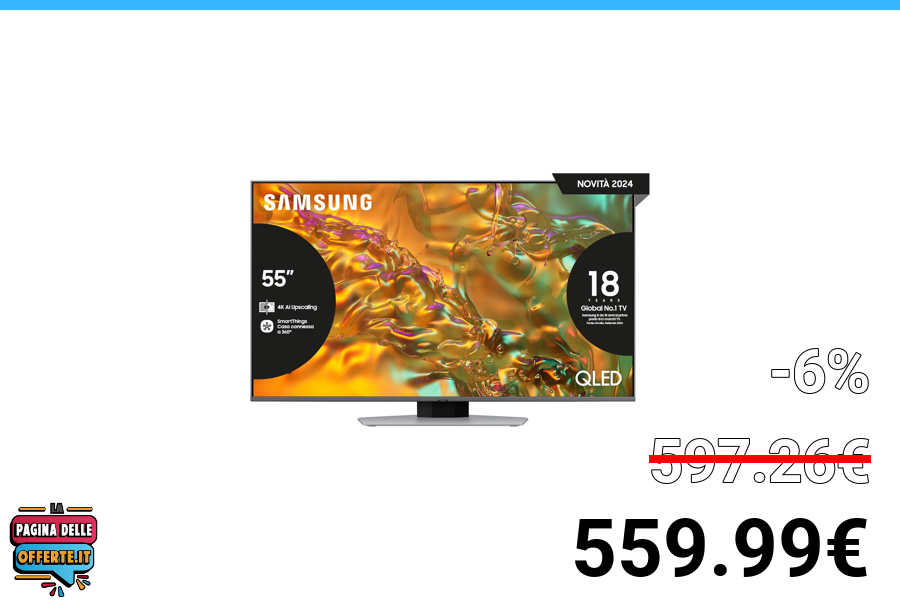 NOVITÀ 2024
SAMSUNG
55"
4K AI Upscaling
SmartThings
Casa connessa
a 360°
18
YEARS
Global No.1 TV
QLED
-6%
597.26€
559.99€
LA
PAGINA DELLE
OFFERTE.IT